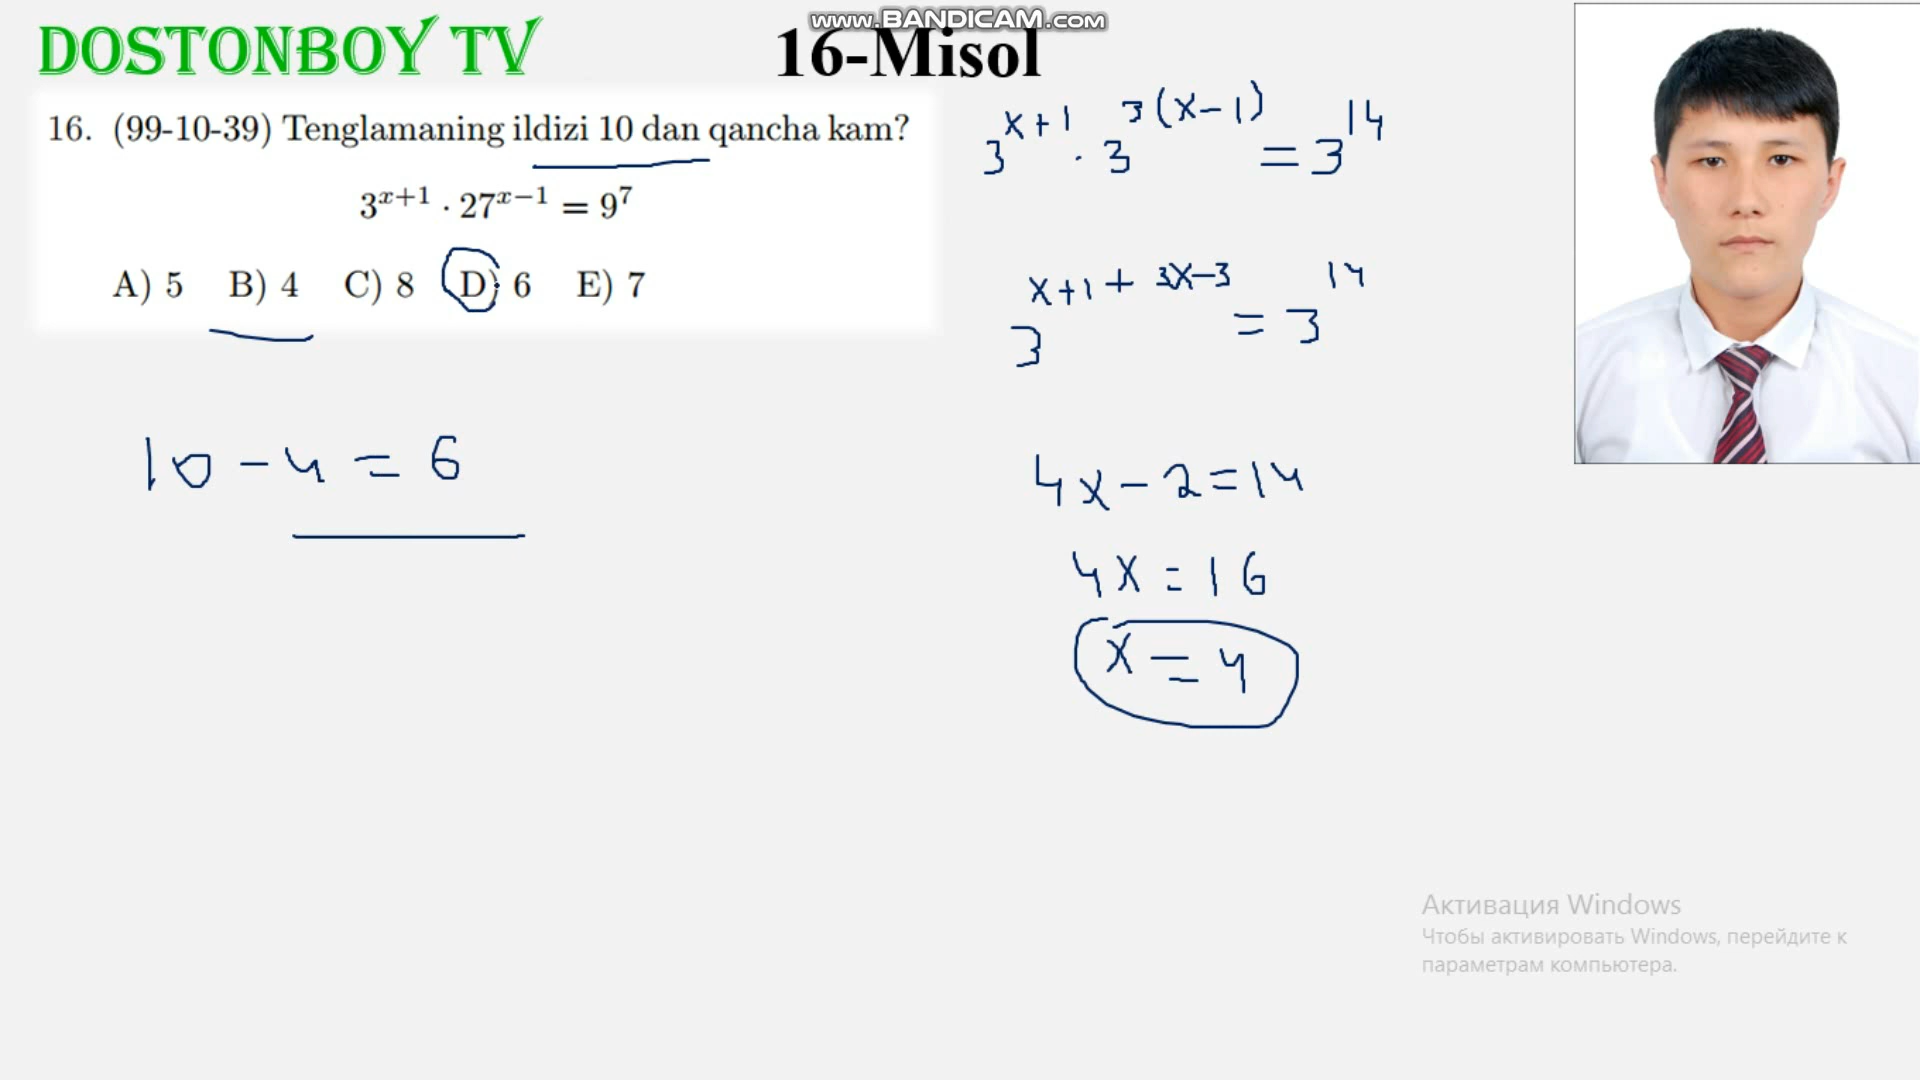 www.BANDICAM.com
DOSTONBOY TV
16-Misol
16. (99-10-39) Tenglamaning ildizi 10 dan qancha kam?
3^{x+1} · 27^{x−1} = 9^7
A) 5 B) 4 C) 8 D) 6 E) 7
10 − 4 = 6
3^{x+1} · 3^{3(x−1)} = 3^{14}
3^{x+1+3x−3} = 3^{14}
4x − 2 = 14
4x = 16
x = 4
Активация Windows
Чтобы активировать Windows, перейдите к
параметрам компьютера.